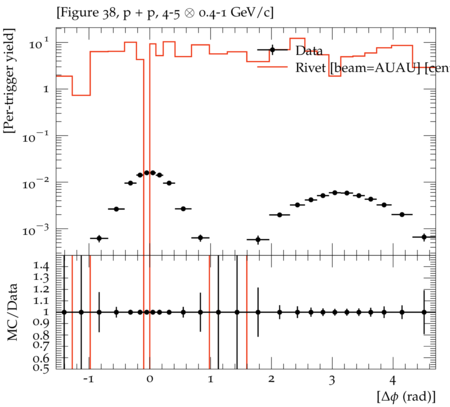 [Figure 38, p + p, 4-5 ⊗ 0.4-1 GeV/c]
[Per-trigger yield]
10¹
1
10⁻¹
10⁻²
10⁻³
Data
Rivet [beam=AUAU] [cen
MC/Data
1.4
1.3
1.2
1.1
1
0.9
0.8
0.7
0.6
0.5
-1 0 1 2 3 4
[Δϕ (rad)]